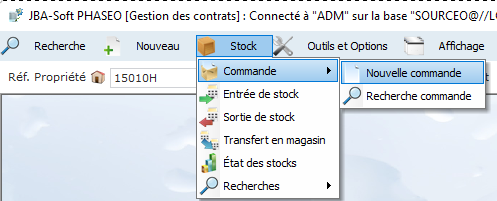 JBA-Soft PHASEO [Gestion des contrats] : Connecté à "ADM" sur la base "SOURCEO@//L
Recherche Nouveau Stock Outils et Options Affichage
Réf. Propriété 15010H
Commande
Nouvelle commande
Entrée de stock
Recherche commande
Sortie de stock
Transfert en magasin
État des stocks
Recherches